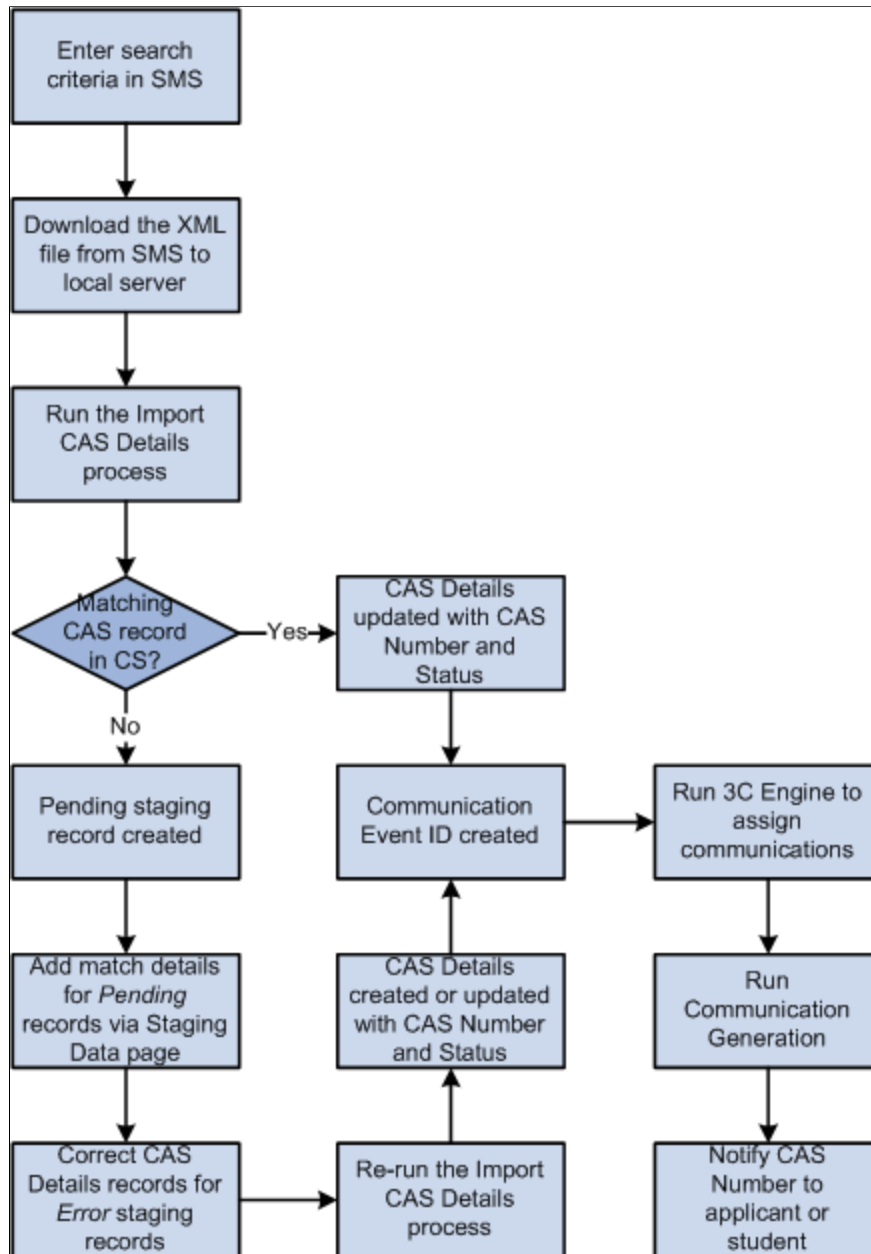 Enter search
criteria in SMS
Download the XML
file from SMS to
local server
Run the Import
CAS Details
process
Matching
CAS record
in CS?
Yes
CAS Details
updated with CAS
Number and
Status
No
Pending staging
record created
Communication
Event ID created
Run 3C Engine to
assign
communications
Add match details
for Pending
records via Staging
Data page
CAS Details
created or updated
with CAS Number
and Status
Run
Communication
Generation
Correct CAS
Details records for
Error staging
records
Re-run the Import
CAS Details
process
Notify CAS
Number to
applicant or
student